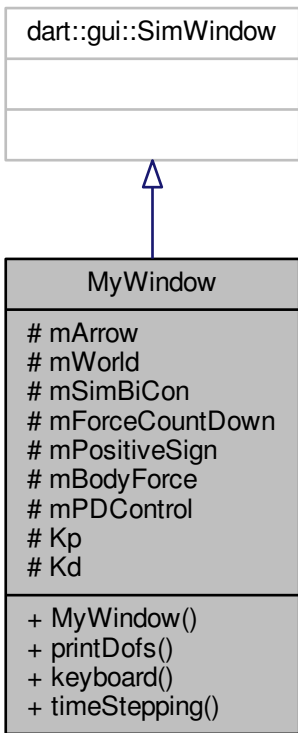 dart::gui::SimWindow
MyWindow
# mArrow
# mWorld
# mSimBiCon
# mForceCountDown
# mPositiveSign
# mBodyForce
# mPDControl
# Kp
# Kd
+ MyWindow()
+ printDofs()
+ keyboard()
+ timeStepping()